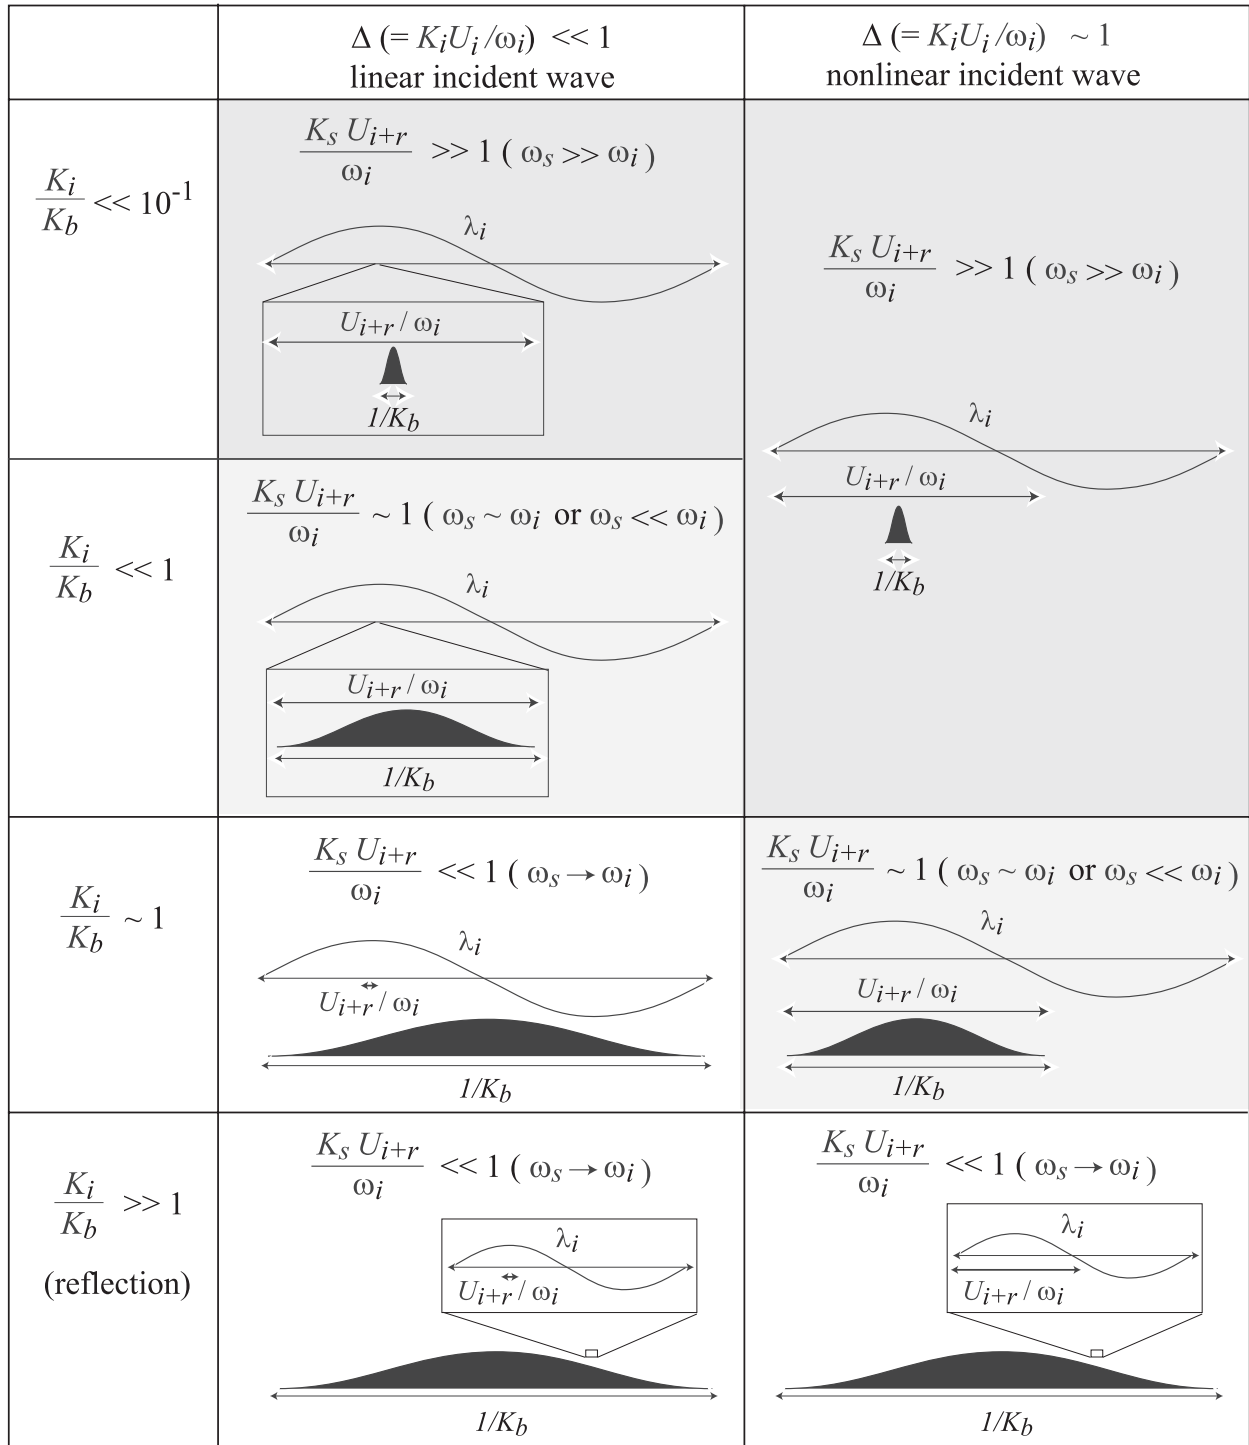 Δ (= K_i U_i /ω_i) << 1
linear incident wave
Δ (= K_i U_i /ω_i) ~ 1
nonlinear incident wave
K_i / K_b << 10^-1
K_s U_i+r / ω_i >> 1 ( ω_s >> ω_i )
λ_i
U_i+r / ω_i
1/K_b
K_s U_i+r / ω_i >> 1 ( ω_s >> ω_i )
λ_i
U_i+r / ω_i
1/K_b
K_i / K_b << 1
K_s U_i+r / ω_i ~ 1 ( ω_s ~ ω_i or ω_s << ω_i )
λ_i
U_i+r / ω_i
1/K_b
K_i / K_b ~ 1
K_s U_i+r / ω_i << 1 ( ω_s → ω_i )
λ_i
U_i+r / ω_i
1/K_b
K_s U_i+r / ω_i ~ 1 ( ω_s ~ ω_i or ω_s << ω_i )
λ_i
U_i+r / ω_i
1/K_b
K_i / K_b >> 1
(reflection)
K_s U_i+r / ω_i << 1 ( ω_s → ω_i )
λ_i
U_i+r / ω_i
1/K_b
K_s U_i+r / ω_i << 1 ( ω_s → ω_i )
λ_i
U_i+r / ω_i
1/K_b